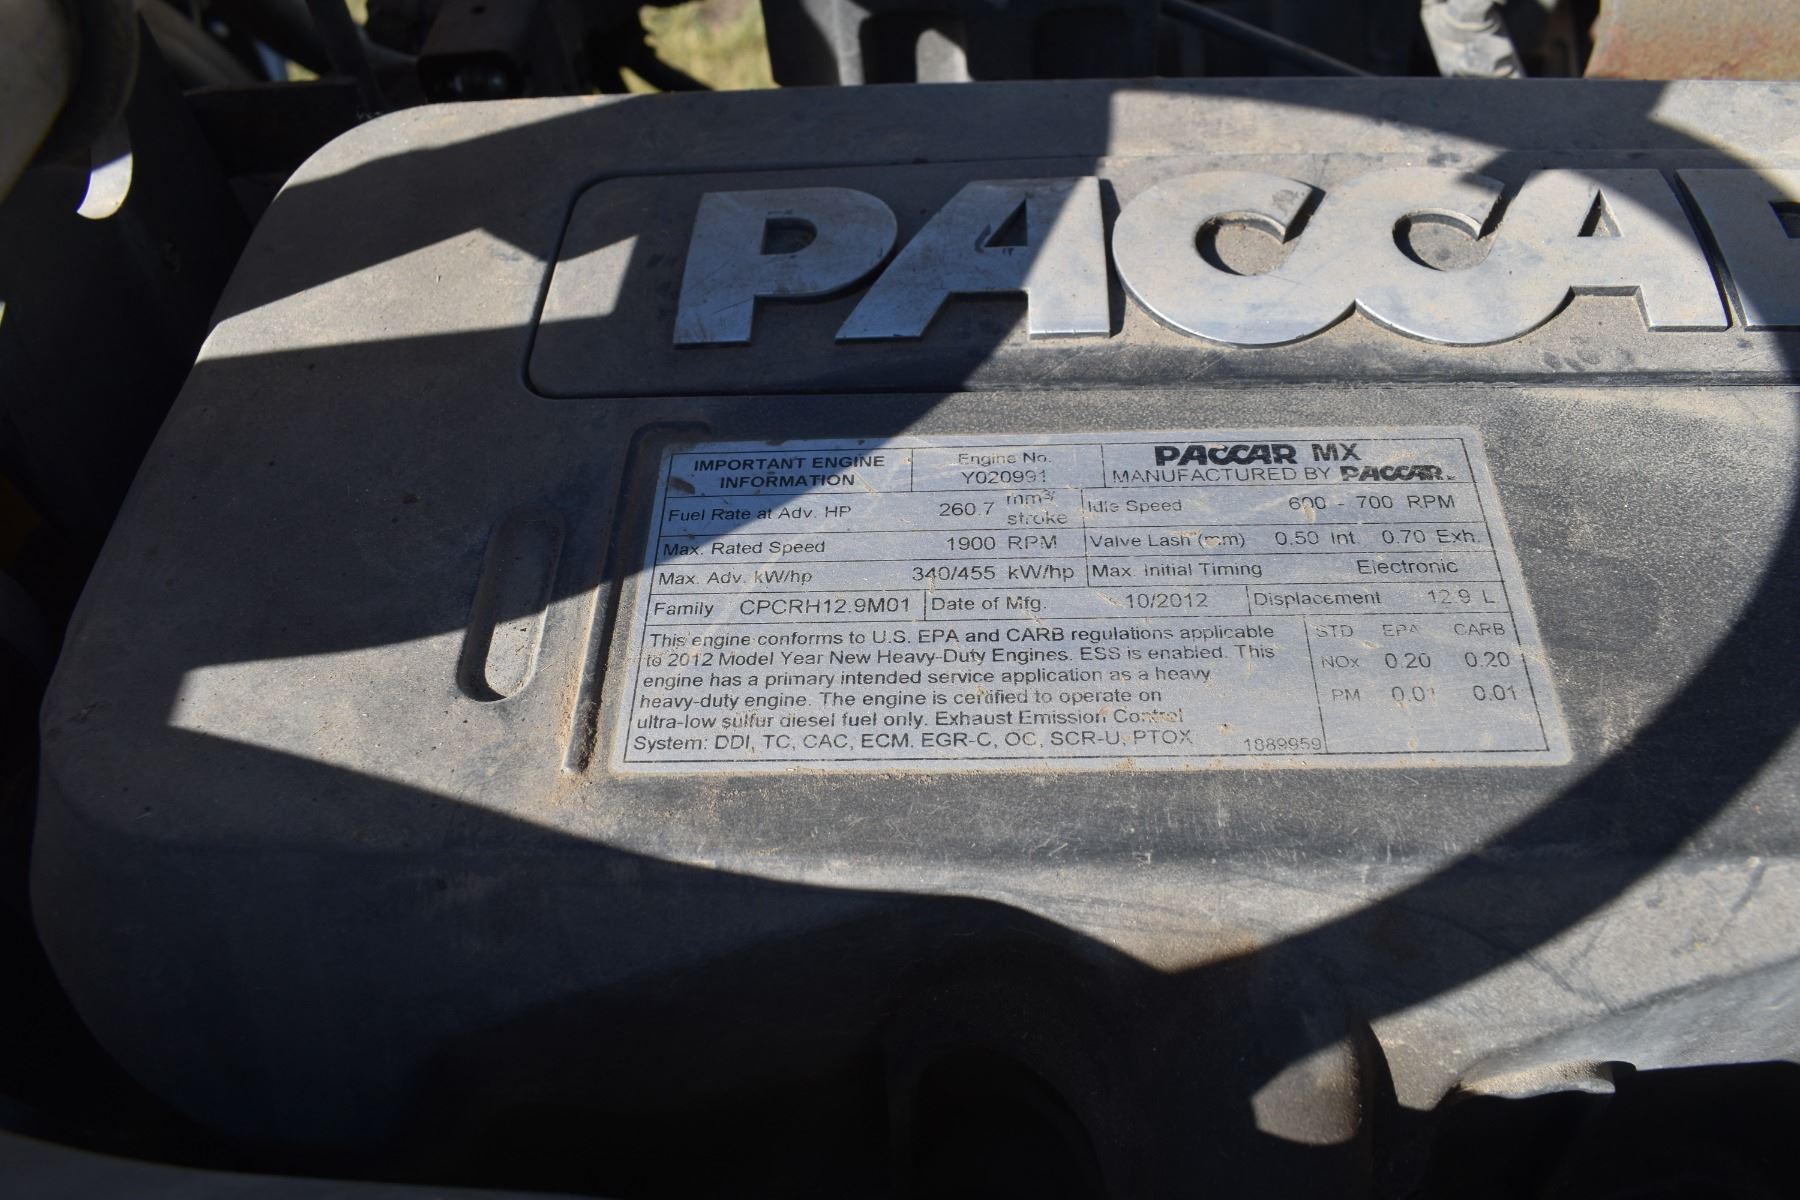 PACCA
IMPORTANT ENGINE INFORMATION
Engine No. Y020991
PACCAR MX
MANUFACTURED BY PACCAR
Fuel Rate at Adv. HP 260.7 mm³/stroke
Idle Speed 600 - 700 RPM
Max. Rated Speed 1900 RPM
Valve Lash (mm) 0.50 Int. 0.70 Exh.
Max. Adv. kW/hp 340/455 kW/hp
Max. Initial Timing Electronic
Family CPCRH12.9M01
Date of Mfg. 10/2012
Displacement 12.9 L
This engine conforms to U.S. EPA and CARB regulations applicable
to 2012 Model Year New Heavy-Duty Engines. ESS is enabled. This
engine has a primary intended service application as a heavy
heavy-duty engine. The engine is certified to operate on
ultra-low sulfur diesel fuel only. Exhaust Emission Control
System: DDI, TC, CAC, ECM, EGR-C, OC, SCR-U, PTOX
1889959
STD EPA CARB
NOx 0.20 0.20
PM 0.01 0.01